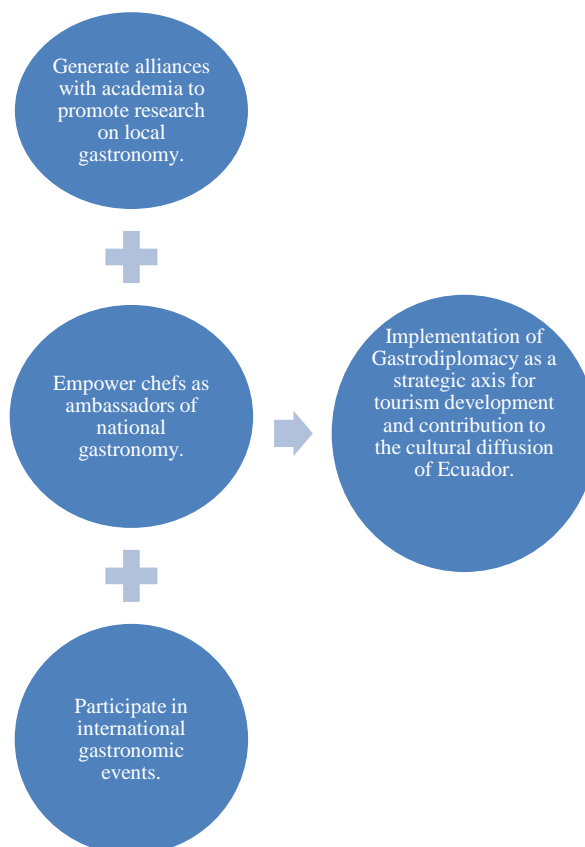 Generate alliances
with academia to
promote research
on local
gastronomy.
Empower chefs as
ambassadors of
national
gastronomy.
Participate in
international
gastronomic
events.
Implementation of
Gastrodiplomacy as a
strategic axis for
tourism development
and contribution to
the cultural diffusion
of Ecuador.